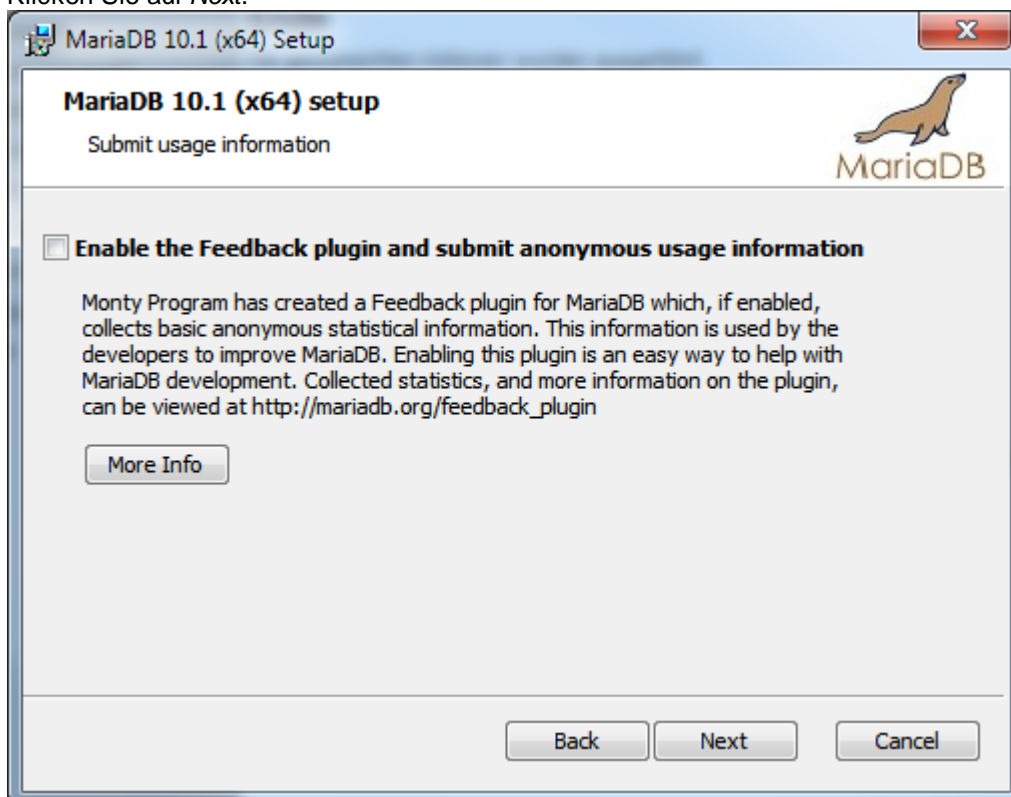 Klicken Sie auf Next.
MariaDB 10.1 (x64) Setup
MariaDB 10.1 (x64) setup
Submit usage information
MariaDB
Enable the Feedback plugin and submit anonymous usage information
Monty Program has created a Feedback plugin for MariaDB which, if enabled,
collects basic anonymous statistical information. This information is used by the
developers to improve MariaDB. Enabling this plugin is an easy way to help with
MariaDB development. Collected statistics, and more information on the plugin,
can be viewed at http://mariadb.org/feedback_plugin
More Info
Back Next Cancel